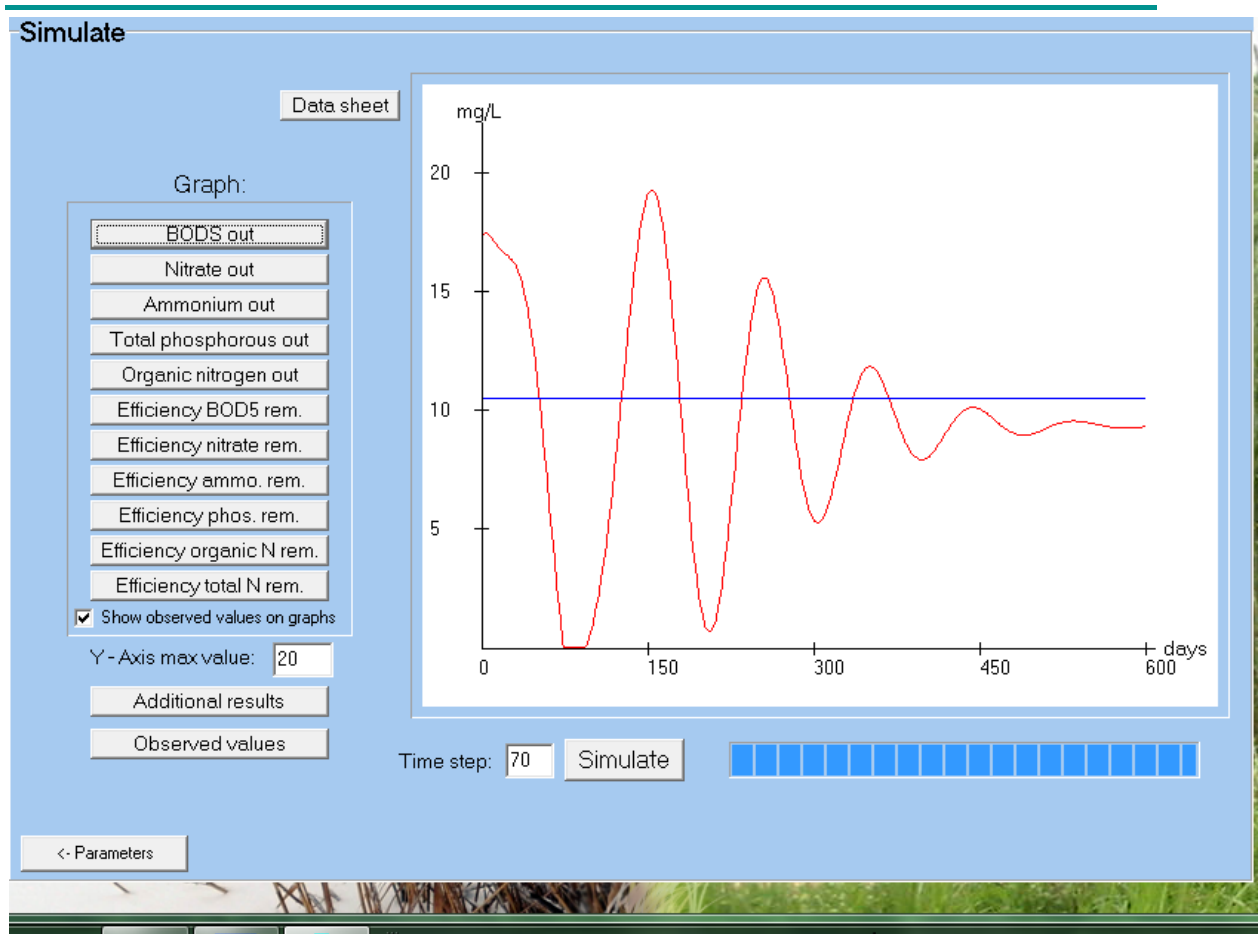 Simulate
Data sheet
Graph:
BODS out
Nitrate out
Ammonium out
Total phosphorous out
Organic nitrogen out
Efficiency BOD5 rem.
Efficiency nitrate rem.
Efficiency ammo. rem.
Efficiency phos. rem.
Efficiency organic N rem.
Efficiency total N rem.
Show observed values on graphs
Y - Axis max value: 20
Additional results
Observed values
mg/L
20
15
10
5
0 150 300 450 600 days
Time step: 70 Simulate
<- Parameters